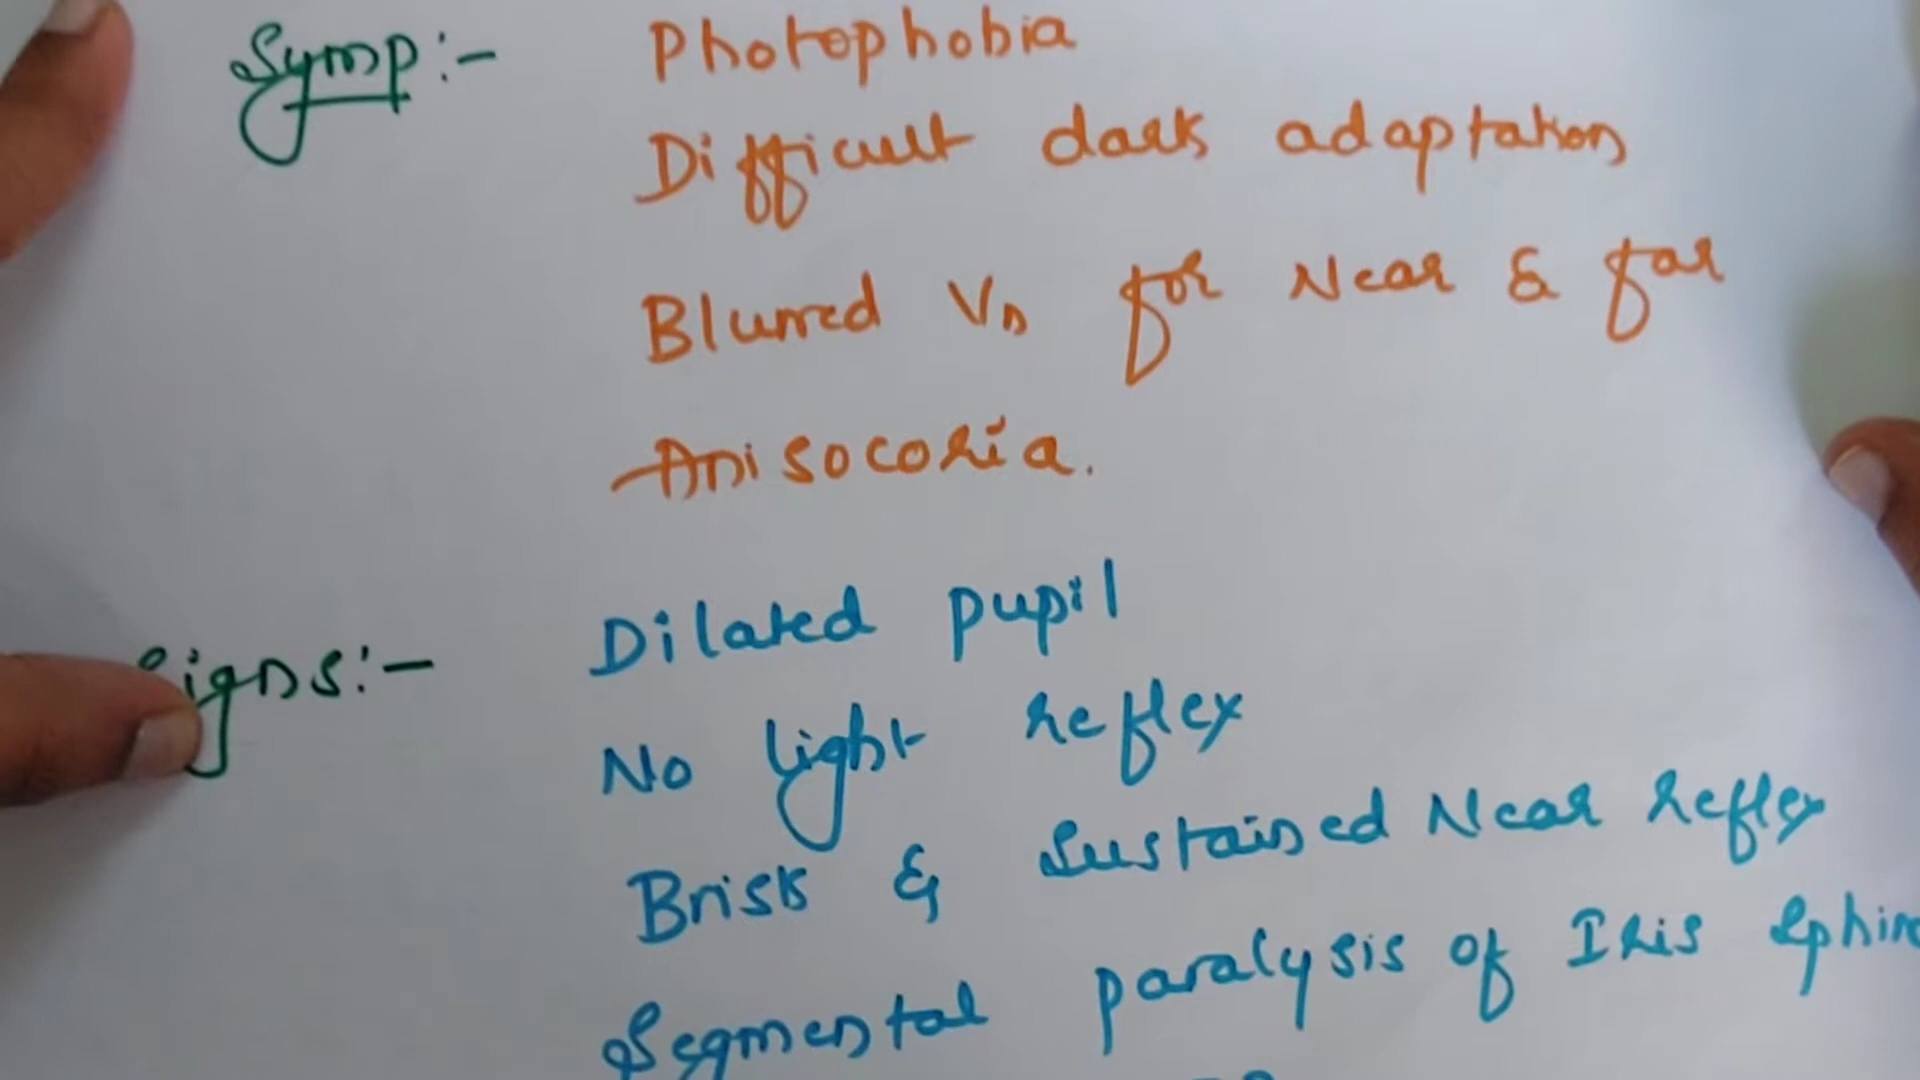 Symp:- Photophobia
Difficult dark adaptation
Blurred Vn for Near & far
Anisocoria.
Signs:- Dilated pupil
No light reflex
Brisk & Sustained Near reflex
Segmental paralysis of Iris Sphinc